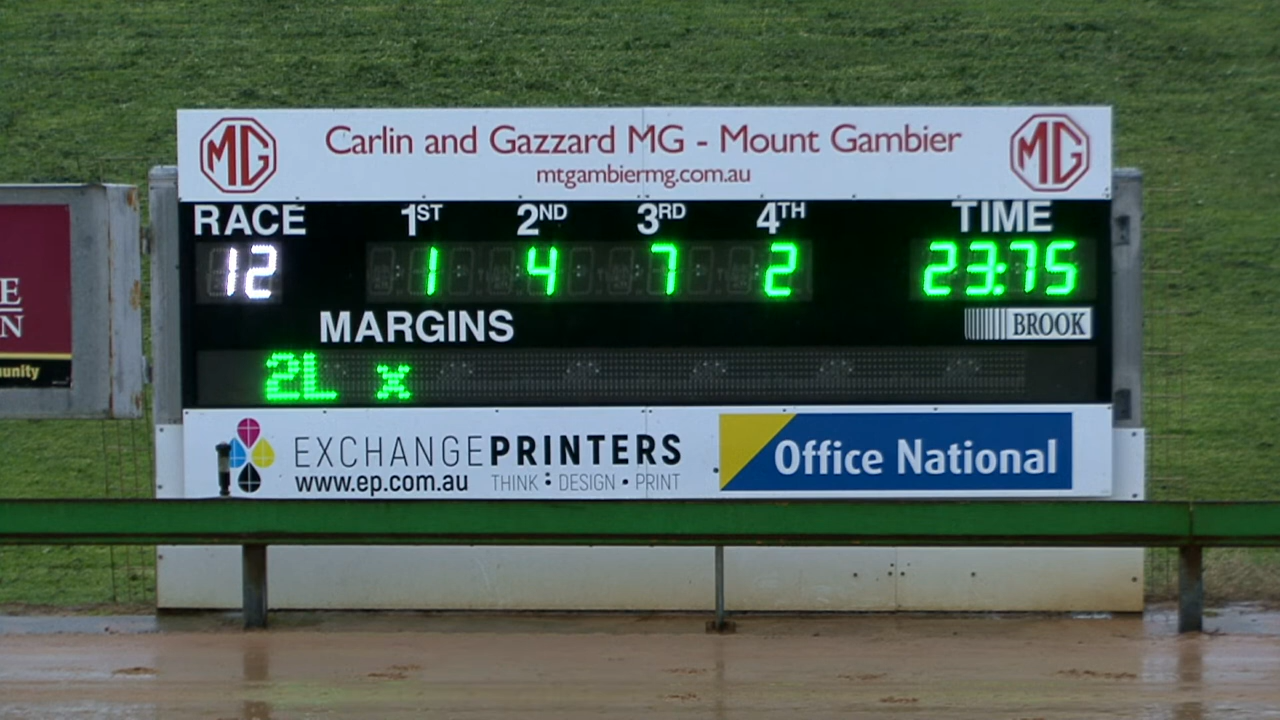 MG Carlin and Gazzard MG - Mount Gambier MG
mtgambiermg.com.au
RACE 1ST 2ND 3RD 4TH TIME
12 1 4 7 2 23:75
MARGINS BROOK
2L x
EXCHANGEPRINTERS
www.ep.com.au THINK : DESIGN • PRINT
Office National
E
N
unity